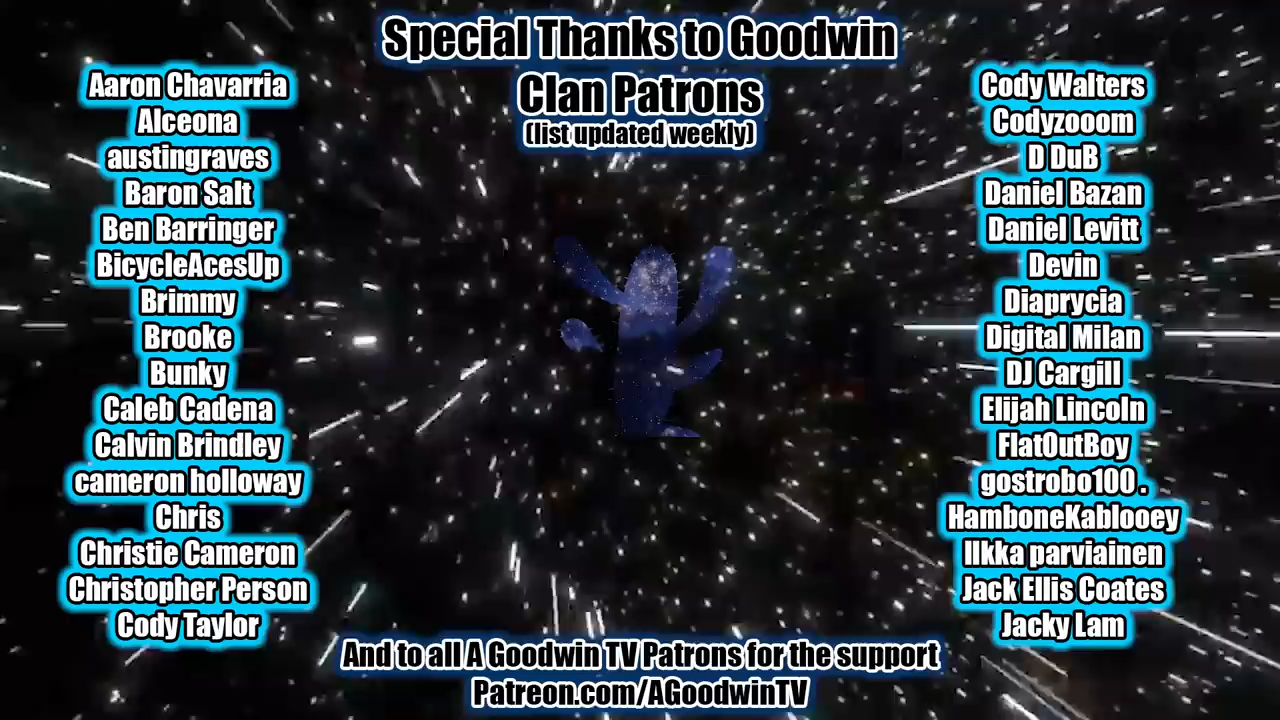 Special Thanks to Goodwin
Clan Patrons
(list updated weekly)
Aaron Chavarria
Alceona
austingraves
Baron Salt
Ben Barringer
BicycleAcesUp
Brimmy
Brooke
Bunky
Caleb Cadena
Calvin Brindley
cameron holloway
Chris
Christie Cameron
Christopher Person
Cody Taylor
Cody Walters
Codyzooom
D DuB
Daniel Bazan
Daniel Levitt
Devin
Diaprycia
Digital Milan
DJ Cargill
Elijah Lincoln
FlatOutBoy
gostrobo100 .
HamboneKablooey
Ilkka parviainen
Jack Ellis Coates
Jacky Lam
And to all A Goodwin TV Patrons for the support
Patreon.com/AGoodwinTV